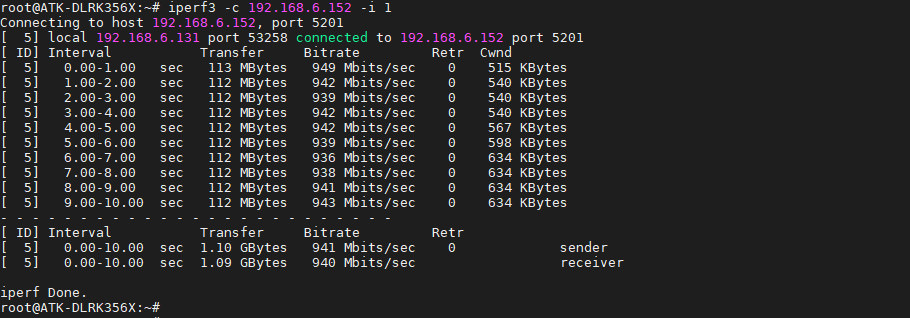 root@ATK-DLRK356X:~# iperf3 -c 192.168.6.152 -i 1
Connecting to host 192.168.6.152, port 5201
[  5] local 192.168.6.131 port 53258 connected to 192.168.6.152 port 5201
[ ID] Interval           Transfer     Bitrate         Retr  Cwnd
[  5]   0.00-1.00   sec   113 MBytes   949 Mbits/sec    0    515 KBytes
[  5]   1.00-2.00   sec   112 MBytes   942 Mbits/sec    0    540 KBytes
[  5]   2.00-3.00   sec   112 MBytes   939 Mbits/sec    0    540 KBytes
[  5]   3.00-4.00   sec   112 MBytes   942 Mbits/sec    0    540 KBytes
[  5]   4.00-5.00   sec   112 MBytes   942 Mbits/sec    0    567 KBytes
[  5]   5.00-6.00   sec   112 MBytes   939 Mbits/sec    0    598 KBytes
[  5]   6.00-7.00   sec   112 MBytes   936 Mbits/sec    0    634 KBytes
[  5]   7.00-8.00   sec   112 MBytes   938 Mbits/sec    0    634 KBytes
[  5]   8.00-9.00   sec   112 MBytes   941 Mbits/sec    0    634 KBytes
[  5]   9.00-10.00  sec   112 MBytes   943 Mbits/sec    0    634 KBytes
- - - - - - - - - - - - - - - - - - - - - - - - -
[ ID] Interval           Transfer     Bitrate         Retr
[  5]   0.00-10.00  sec  1.10 GBytes   941 Mbits/sec    0             sender
[  5]   0.00-10.00  sec  1.09 GBytes   940 Mbits/sec                  receiver
iperf Done.
root@ATK-DLRK356X:~#